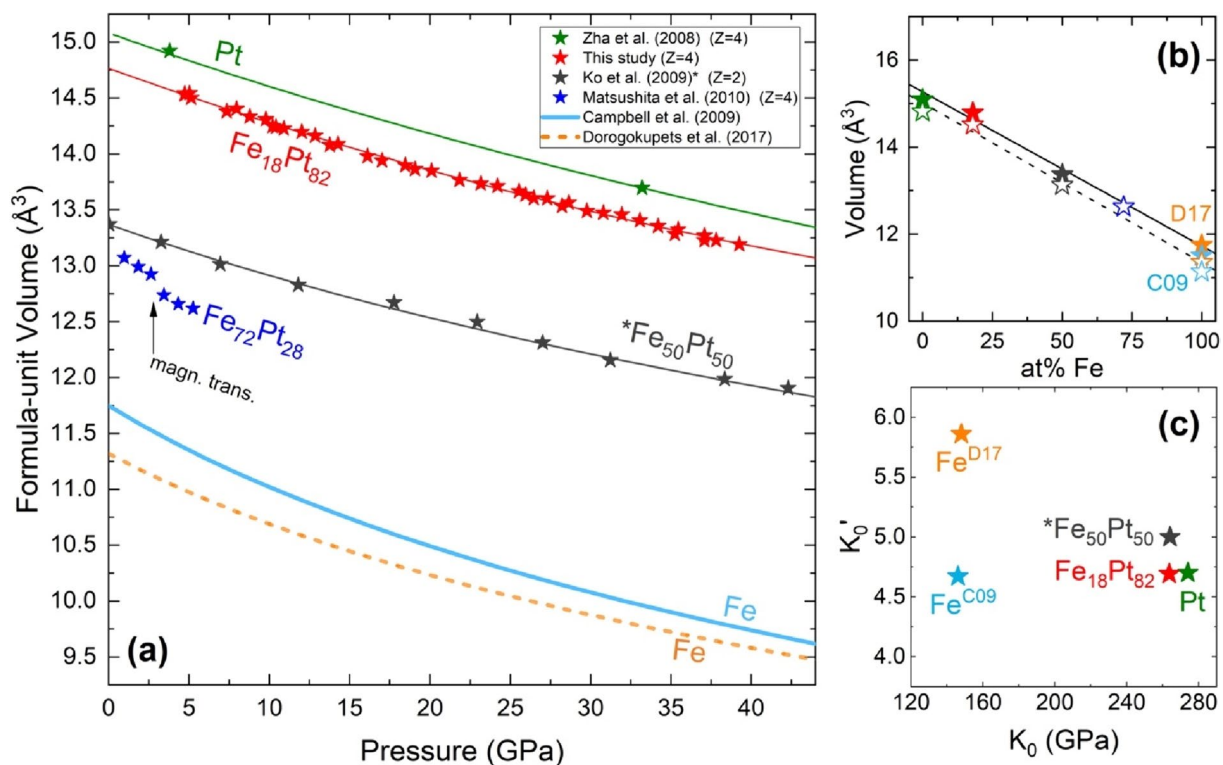 15.0
14.5
14.0
13.5
13.0
12.5
12.0
11.5
11.0
10.5
10.0
9.5
Formula-unit Volume (Å³)
Pt
Fe₁₈Pt₈₂
Zha et al. (2008) (Z=4)
This study (Z=4)
Ko et al. (2009)* (Z=2)
Matsushita et al. (2010) (Z=4)
Campbell et al. (2009)
Dorogokupets et al. (2017)
Fe₇₂Pt₂₈
magn. trans.
*Fe₅₀Pt₅₀
Fe
Fe
(a)
0 5 10 15 20 25 30 35 40
Pressure (GPa)
(b)
16
14
12
10
Volume (Å³)
D17
C09
0 25 50 75 100
at% Fe
(c)
6.0
5.5
5.0
4.5
4.0
K₀'
Feᴰ¹⁷
*Fe₅₀Pt₅₀
Fe₁₈Pt₈₂
Pt
Feᶜ⁰⁹
120 160 200 240 280
K₀ (GPa)